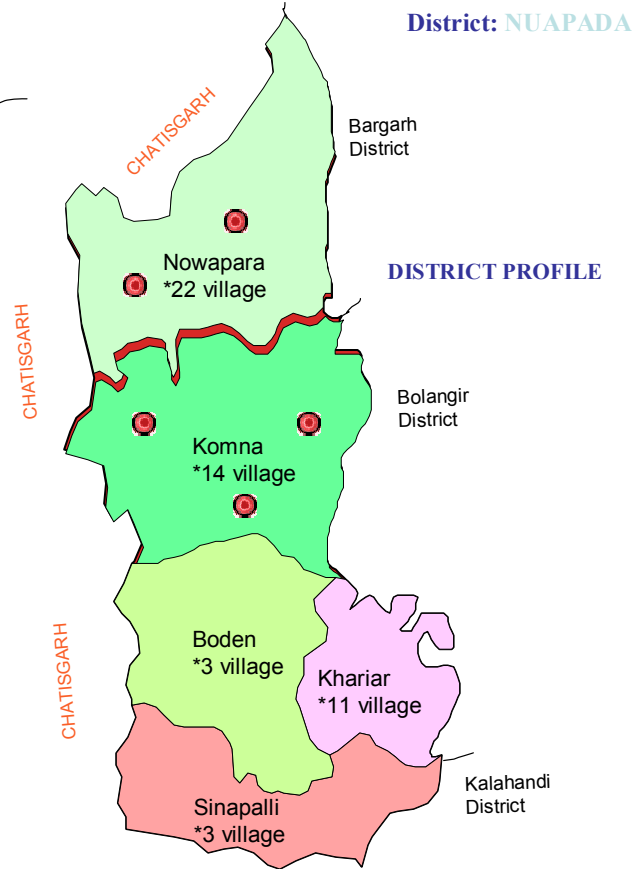 District: NUAPADA
CHATISGARH
Bargarh
District
Nowapara
*22 village
DISTRICT PROFILE
CHATISGARH
Bolangir
District
Komna
*14 village
CHATISGARH
Boden
*3 village
Khariar
*11 village
Kalahandi
District
Sinapalli
*3 village